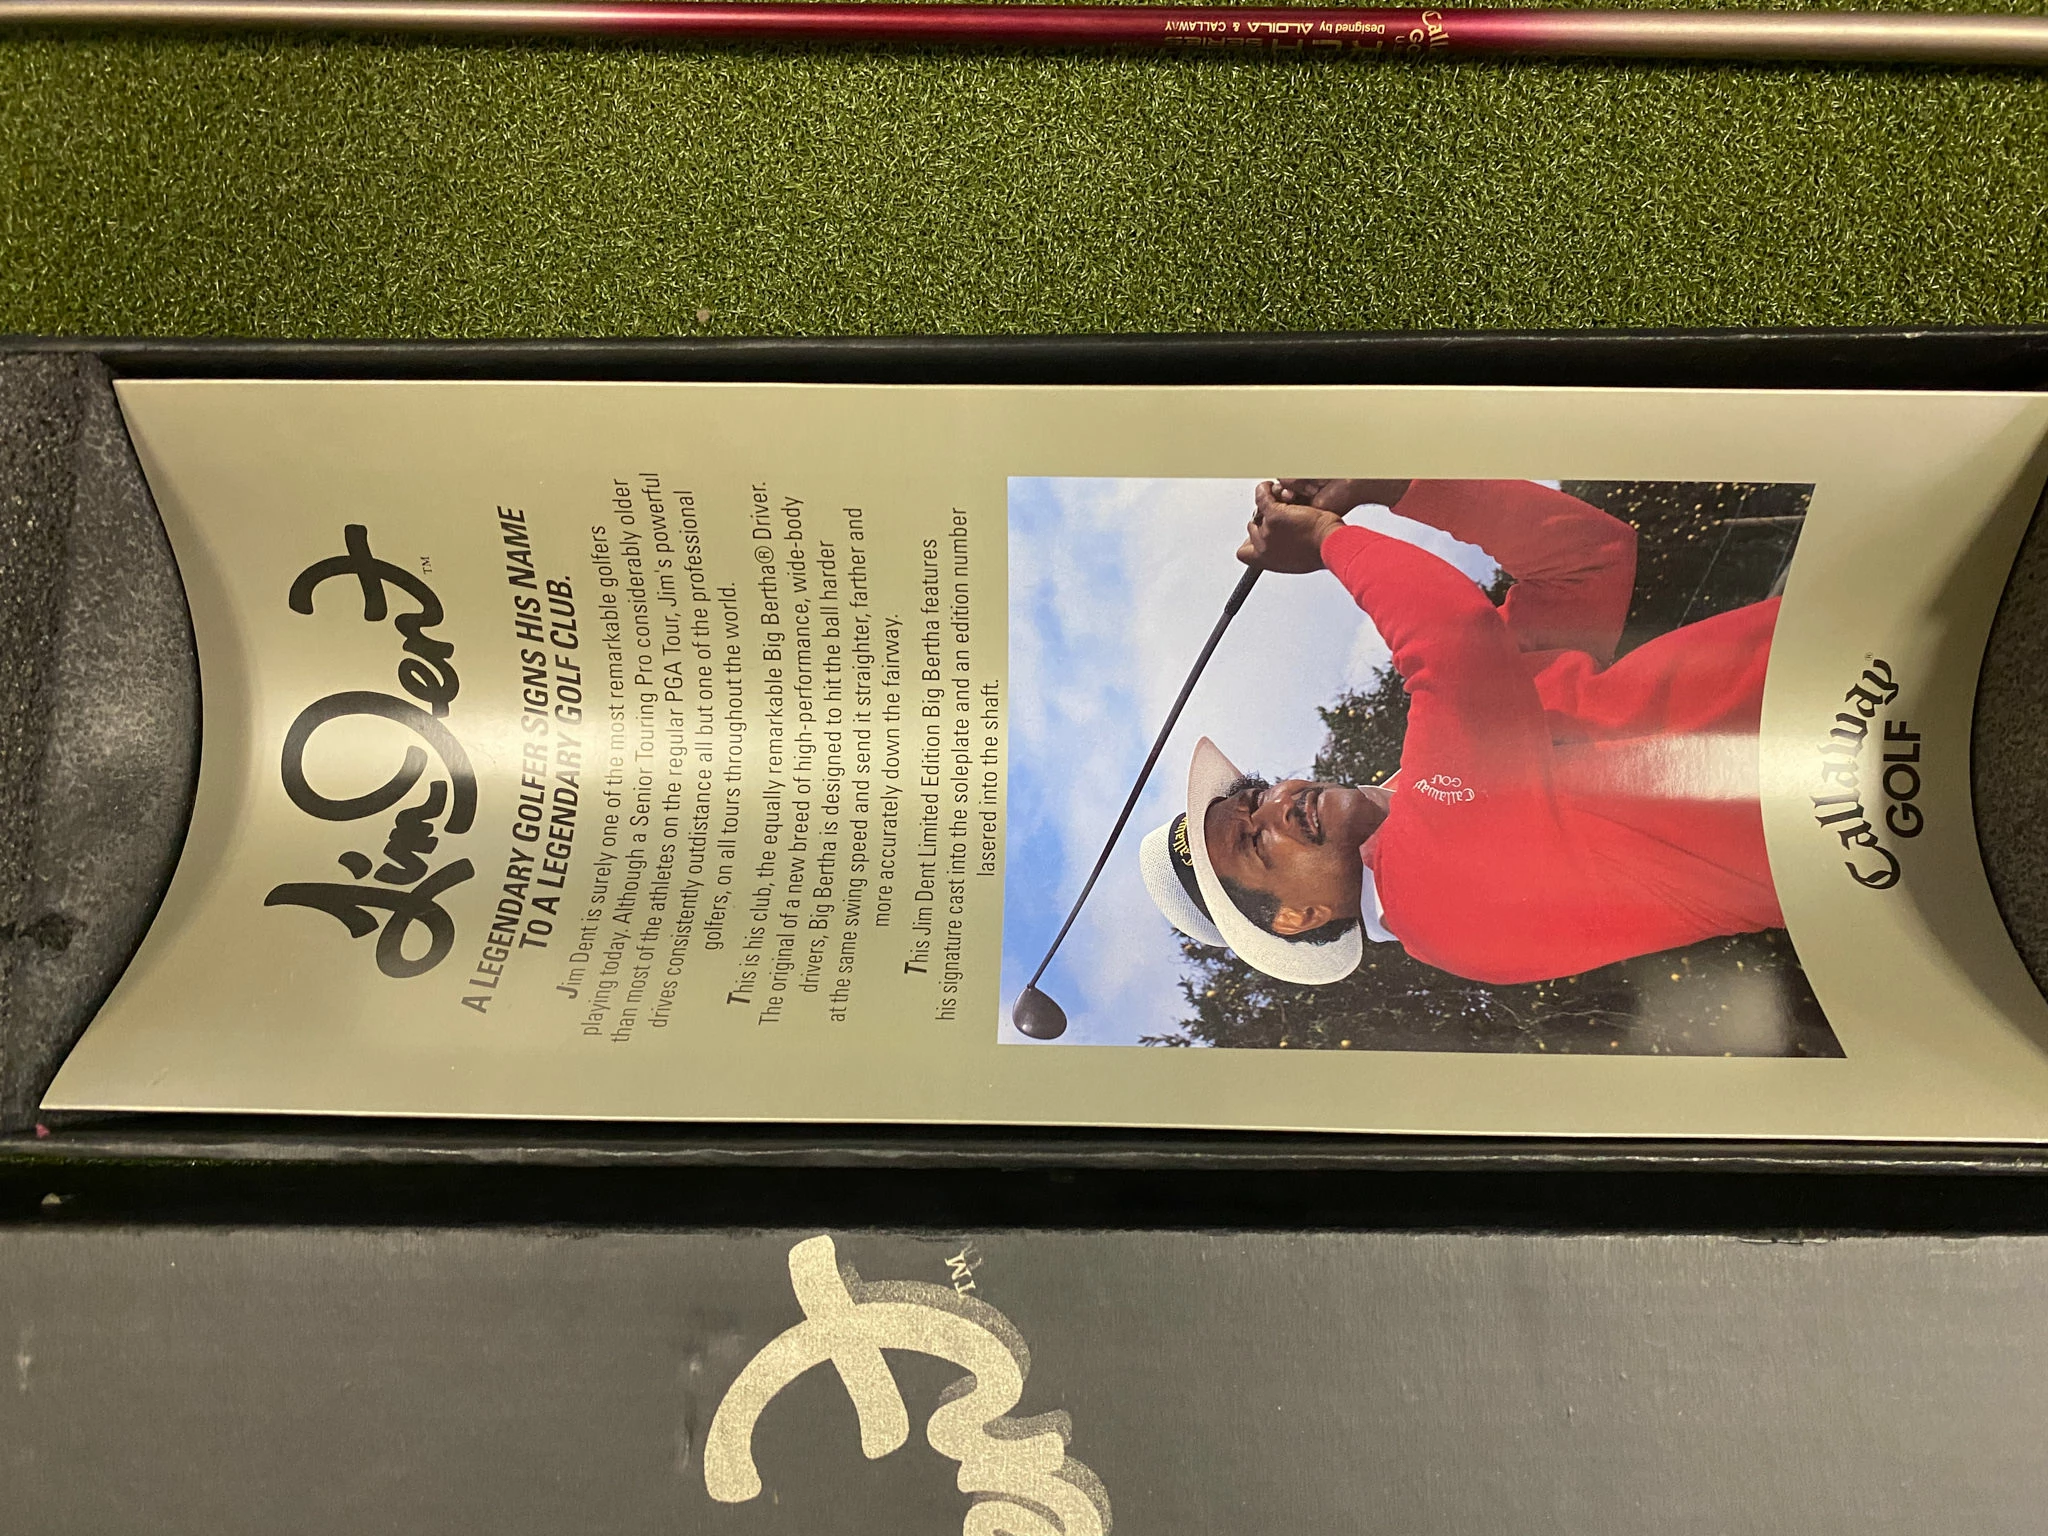 Jim Dent™
A LEGENDARY GOLFER SIGNS HIS NAME
TO A LEGENDARY GOLF CLUB.
Jim Dent is surely one of the most remarkable golfers
playing today. Although a Senior Touring Pro considerably older
than most of the athletes on the regular PGA Tour, Jim's powerful
drives consistently outdistance all but one of the professional
golfers, on all tours throughout the world.
This is his club, the equally remarkable Big Bertha® Driver.
The original of a new breed of high-performance, wide-body
drivers, Big Bertha is designed to hit the ball harder
at the same swing speed and send it straighter, farther and
more accurately down the fairway.
This Jim Dent Limited Edition Big Bertha features
his signature cast into the soleplate and an edition number
lasered into the shaft.
Callaway
GOLF
Callaway®
GOLF
Designed by ALDILA & CALLAWAY
SERIES
TM